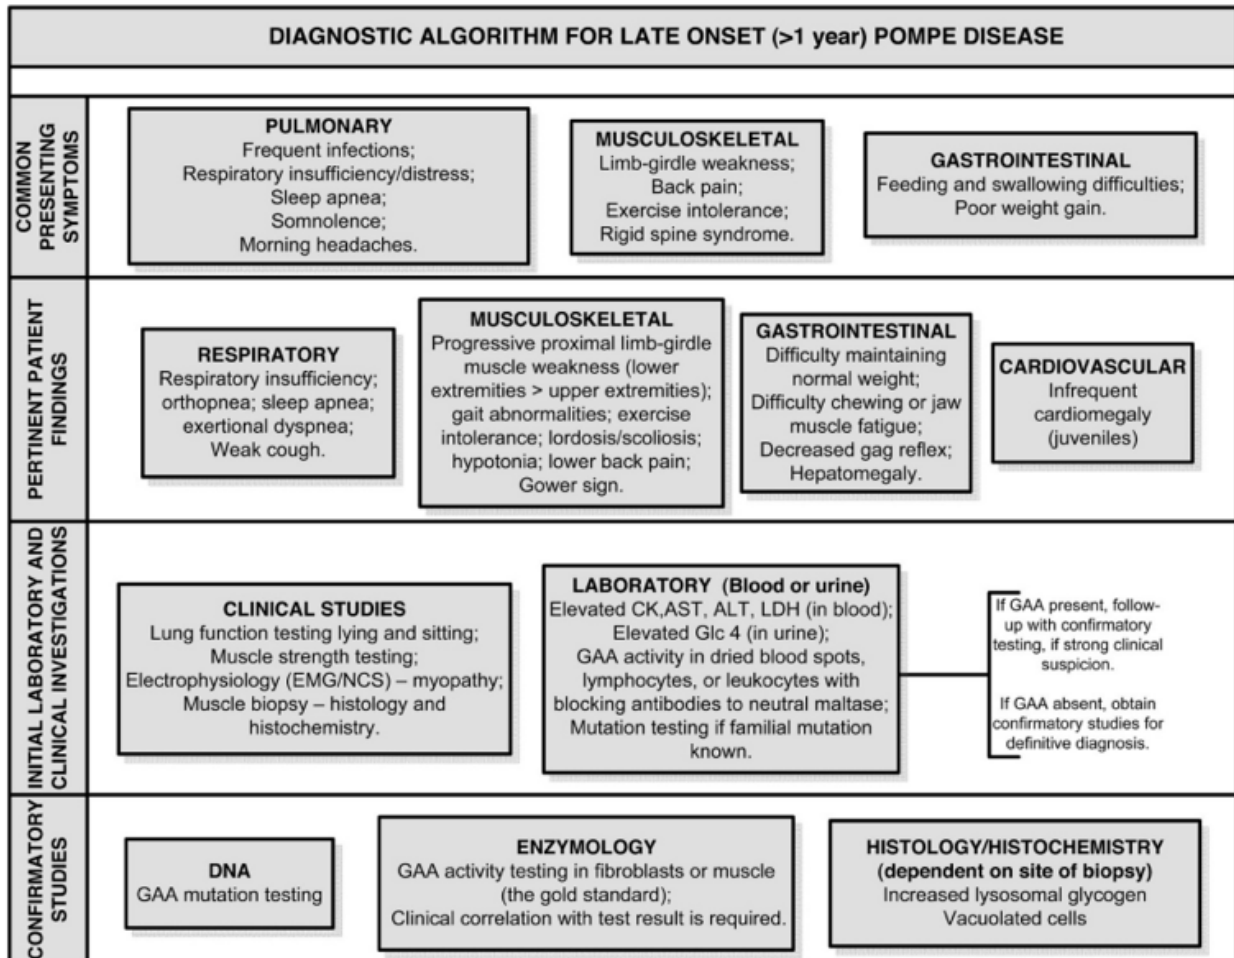 DIAGNOSTIC ALGORITHM FOR LATE ONSET (>1 year) POMPE DISEASE
COMMON
PRESENTING
SYMPTOMS
PULMONARY
Frequent infections;
Respiratory insufficiency/distress;
Sleep apnea;
Somnolence;
Morning headaches.
MUSCULOSKELETAL
Limb-girdle weakness;
Back pain;
Exercise intolerance;
Rigid spine syndrome.
GASTROINTESTINAL
Feeding and swallowing difficulties;
Poor weight gain.
PERTINENT PATIENT
FINDINGS
RESPIRATORY
Respiratory insufficiency;
orthopnea; sleep apnea;
exertional dyspnea;
Weak cough.
MUSCULOSKELETAL
Progressive proximal limb-girdle
muscle weakness (lower
extremities > upper extremities);
gait abnormalities; exercise
intolerance; lordosis/scoliosis;
hypotonia; lower back pain;
Gower sign.
GASTROINTESTINAL
Difficulty maintaining
normal weight;
Difficulty chewing or jaw
muscle fatigue;
Decreased gag reflex;
Hepatomegaly.
CARDIOVASCULAR
Infrequent
cardiomegaly
(juveniles)
INITIAL LABORATORY AND
CLINICAL INVESTIGATIONS
CLINICAL STUDIES
Lung function testing lying and sitting;
Muscle strength testing;
Electrophysiology (EMG/NCS) – myopathy;
Muscle biopsy – histology and
histochemistry.
LABORATORY (Blood or urine)
Elevated CK,AST, ALT, LDH (in blood);
Elevated Glc 4 (in urine);
GAA activity in dried blood spots,
lymphocytes, or leukocytes with
blocking antibodies to neutral maltase;
Mutation testing if familial mutation
known.
If GAA present, follow-
up with confirmatory
testing, if strong clinical
suspicion.
If GAA absent, obtain
confirmatory studies for
definitive diagnosis.
CONFIRMATORY
STUDIES
DNA
GAA mutation testing
ENZYMOLOGY
GAA activity testing in fibroblasts or muscle
(the gold standard);
Clinical correlation with test result is required.
HISTOLOGY/HISTOCHEMISTRY
(dependent on site of biopsy)
Increased lysosomal glycogen
Vacuolated cells